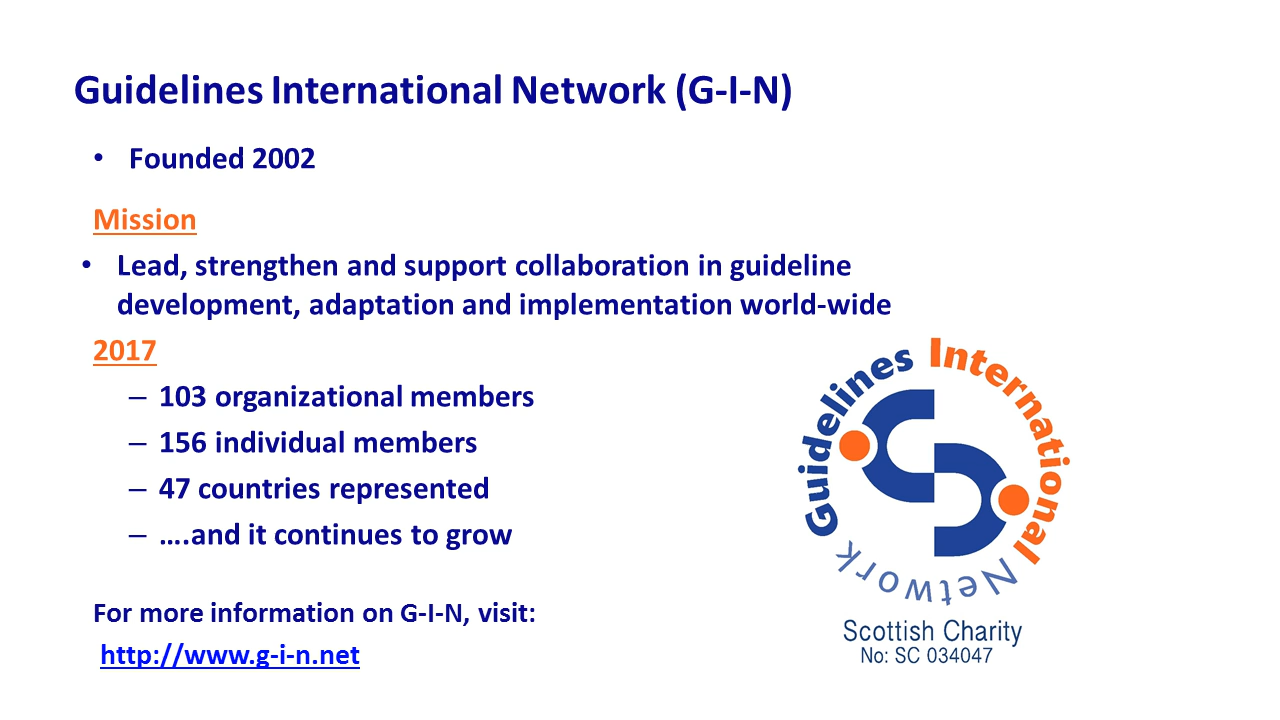 Guidelines International Network (G-I-N)
• Founded 2002
Mission
• Lead, strengthen and support collaboration in guideline
development, adaptation and implementation world-wide
2017
– 103 organizational members
– 156 individual members
– 47 countries represented
– ….and it continues to grow
For more information on G-I-N, visit:
http://www.g-i-n.net
Guidelines International Network
Scottish Charity
No: SC 034047